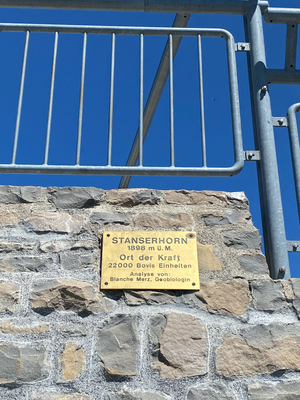 STANSERHORN
1898 m ü. M.
Ort der Kraft
22000 Bovis Einheiten
Analyse von:
Blanche Merz, Geobiologin